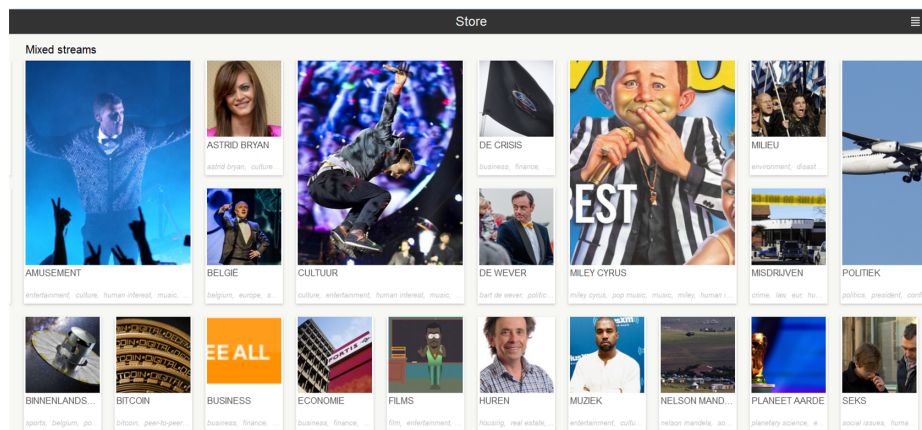 Store
Mixed streams
AMUSEMENT
entertainment, culture, human interest, music, ...
ASTRID BRYAN
astrid bryan, culture...
BELGIË
belgium, europe, a...
CULTUUR
culture, entertainment, human interest, music, ...
DE CRISIS
business, finance, ...
DE WEVER
bart de wever, politic...
BEST
MILEY CYRUS
miley cyrus, pop music, music, miley, human i...
MILIEU
environment, disast...
MISDRIJVEN
crime, law, eur, hu...
POLITIEK
politics, president, conf
BINNENLANDS...
sports, belgium, po...
BITCOIN
bitcoin, peer-to-peer...
EE ALL
BUSINESS
business, finance, ...
FORTIS
ECONOMIE
business, finance, ...
FILMS
film, entertainment, ...
HUREN
housing, real estate, ...
MUZIEK
entertainment, cultu...
NELSON MAND...
nelson mandela, so...
PLANEET AARDE
planetary science, e...
SEKS
social issues, huma...